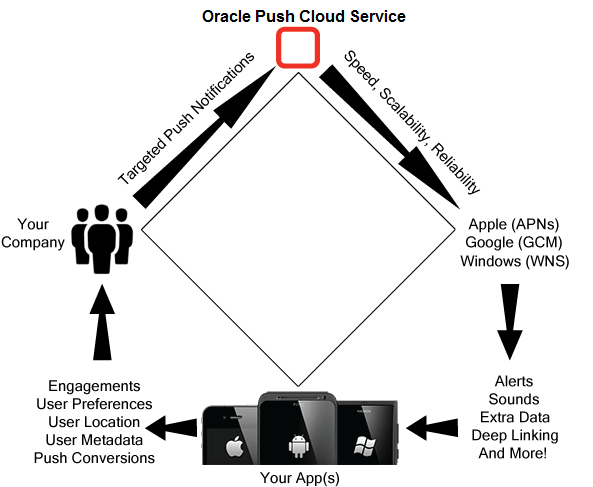 Oracle Push Cloud Service
Targeted Push Notifications
Speed, Scalability, Reliability
Your
Company
Apple (APNs)
Google (GCM)
Windows (WNS)
Engagements
User Preferences
User Location
User Metadata
Push Conversions
Alerts
Sounds
Extra Data
Deep Linking
And More!
Your App(s)